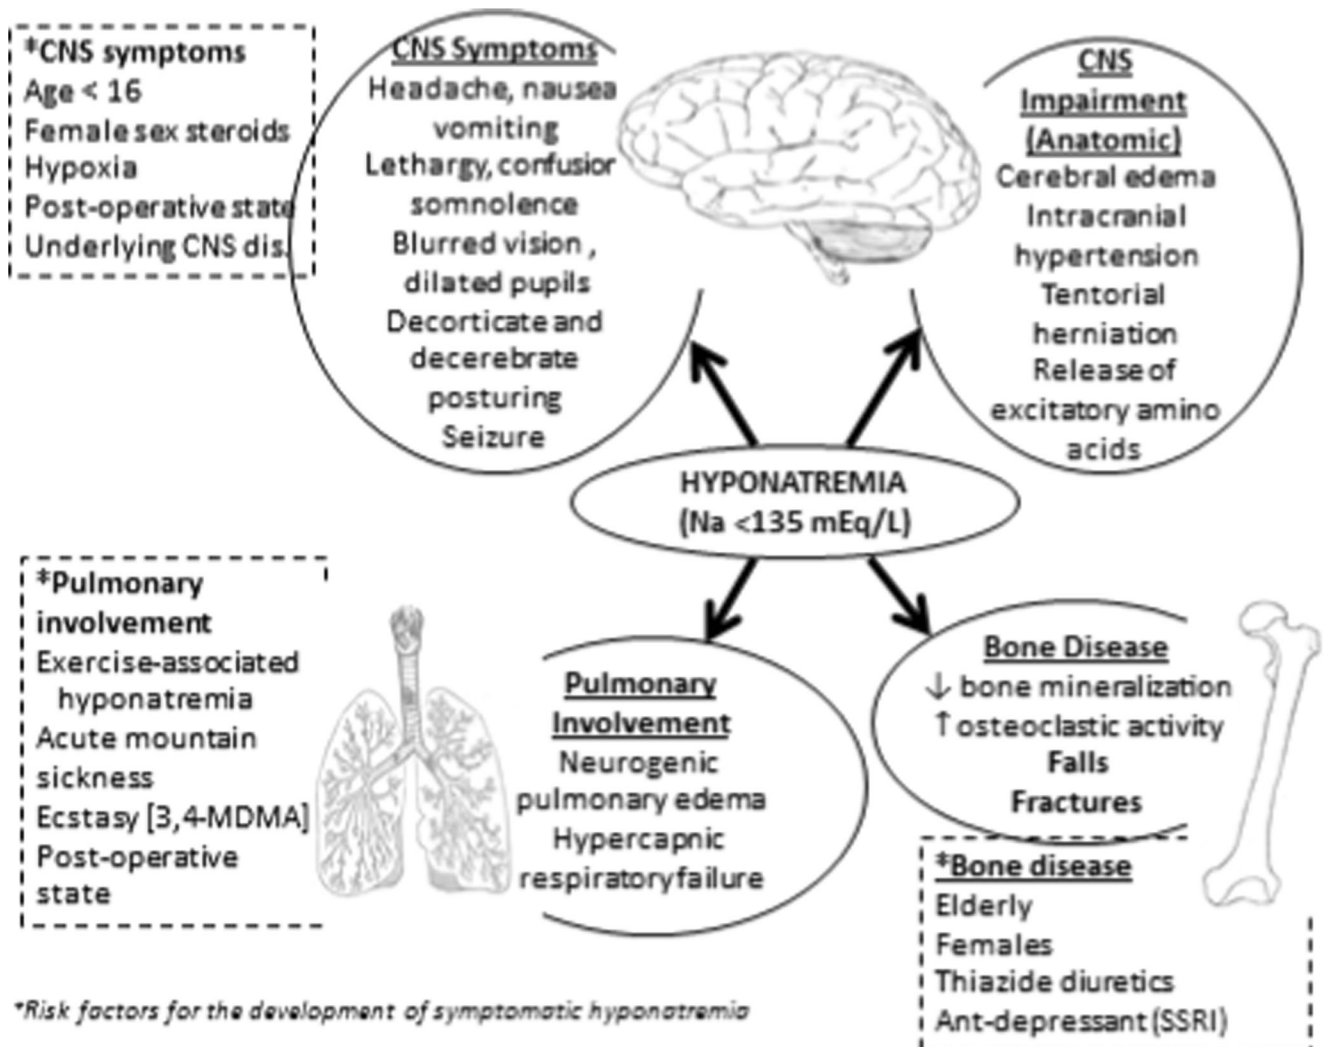 *CNS symptoms
Age < 16
Female sex steroids
Hypoxia
Post-operative state
Underlying CNS dis.
CNS Symptoms
Headache, nausea
vomiting
Lethargy, confusior
somnolence
Blurred vision ,
dilated pupils
Decorticate and
decerebrate
posturing
Seizure
CNS
Impairment
(Anatomic)
Cerebral edema
Intracranial
hypertension
Tentorial
herniation
Release of
excitatory amino
acids
HYPONATREMIA
(Na <135 mEq/L)
*Pulmonary
involvement
Exercise-associated
hyponatremia
Acute mountain
sickness
Ecstasy [3,4-MDMA]
Post-operative
state
Pulmonary
Involvement
Neurogenic
pulmonary edema
Hypercapnic
respiratory failure
Bone Disease
↓ bone mineralization
↑ osteoclastic activity
Falls
Fractures
*Bone disease
Elderly
Females
Thiazide diuretics
Ant-depressant (SSRI)
*Risk factors for the development of symptomatic hyponatremia